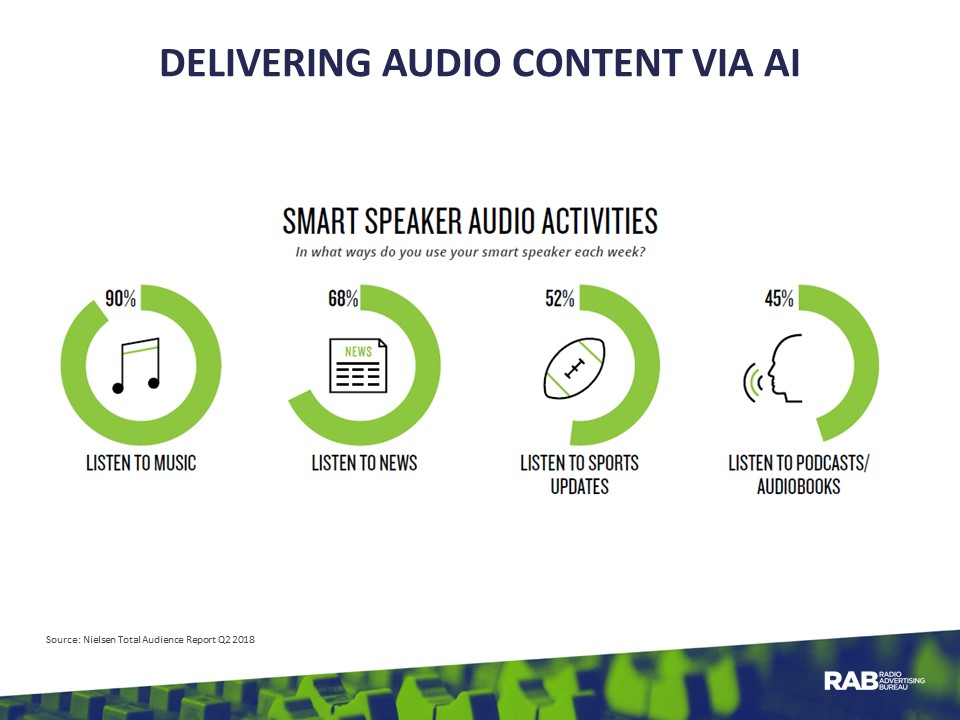 DELIVERING AUDIO CONTENT VIA AI
SMART SPEAKER AUDIO ACTIVITIES
In what ways do you use your smart speaker each week?
90%
68%
52%
45%
NEWS
LISTEN TO MUSIC
LISTEN TO NEWS
LISTEN TO SPORTS
UPDATES
LISTEN TO PODCASTS/
AUDIOBOOKS
Source: Nielsen Total Audience Report Q2 2018
RAB
RADIO
ADVERTISING
BUREAU